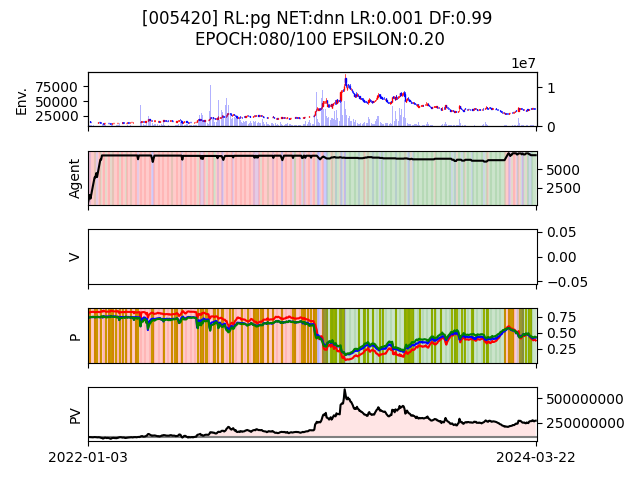 [005420] RL:pg NET:dnn LR:0.001 DF:0.99
EPOCH:080/100 EPSILON:0.20
1e7
Env.
75000
50000
25000
1
0
Agent
5000
2500
V
0.05
0.00
−0.05
P
0.75
0.50
0.25
PV
500000000
250000000
2022-01-03
2024-03-22